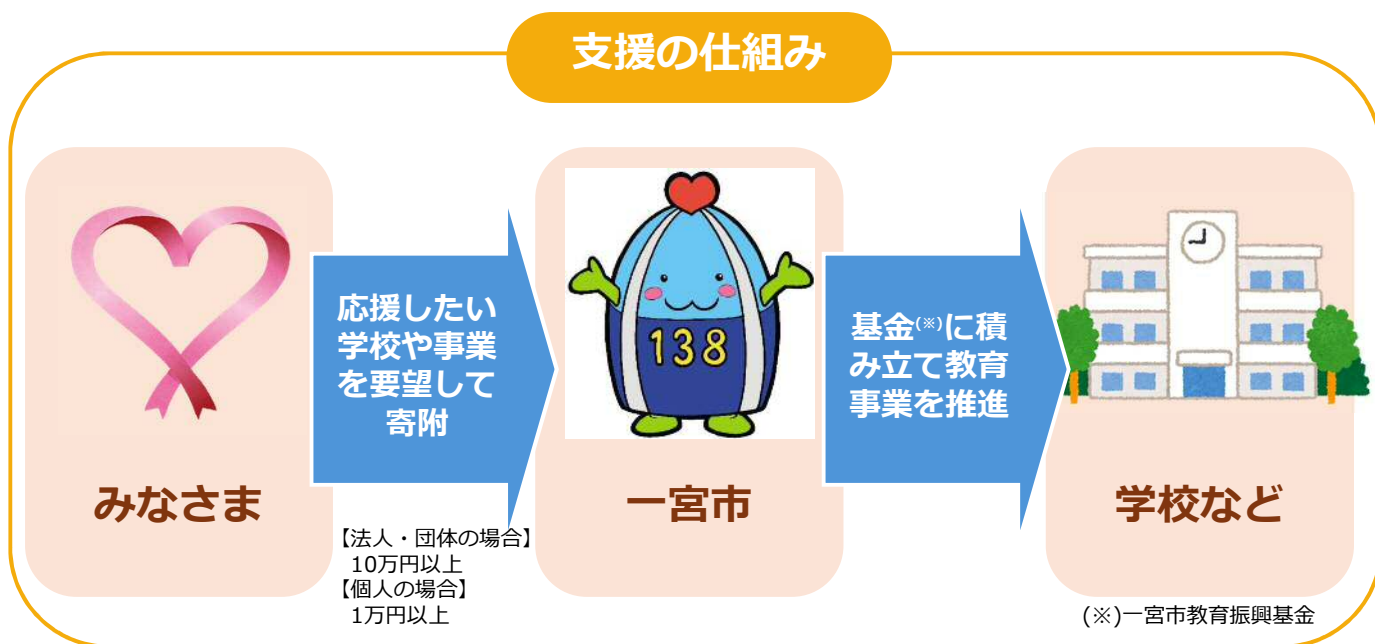 支援の仕組み
応援したい
学校や事業
を要望して
寄附
138
基金(※)に積
み立て教育
事業を推進
みなさま
一宮市
学校など
【法人・団体の場合】
10万円以上
【個人の場合】
1万円以上
(※)一宮市教育振興基金